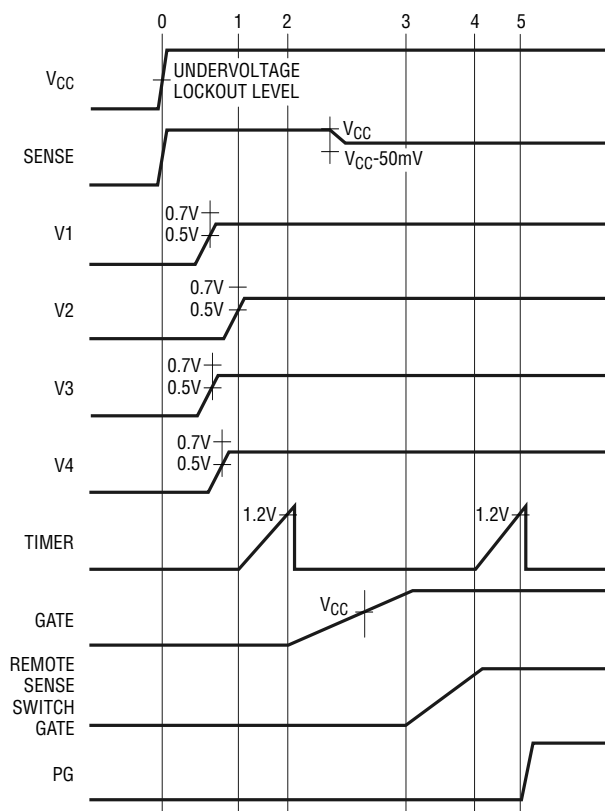 0 1 2 3 4 5
VCC
UNDERVOLTAGE
LOCKOUT LEVEL
SENSE
VCC
VCC-50mV
V1
0.7V
0.5V
V2
0.7V
0.5V
V3
0.7V
0.5V
V4
0.7V
0.5V
TIMER
1.2V
1.2V
GATE
VCC
REMOTE
SENSE
SWITCH
GATE
PG